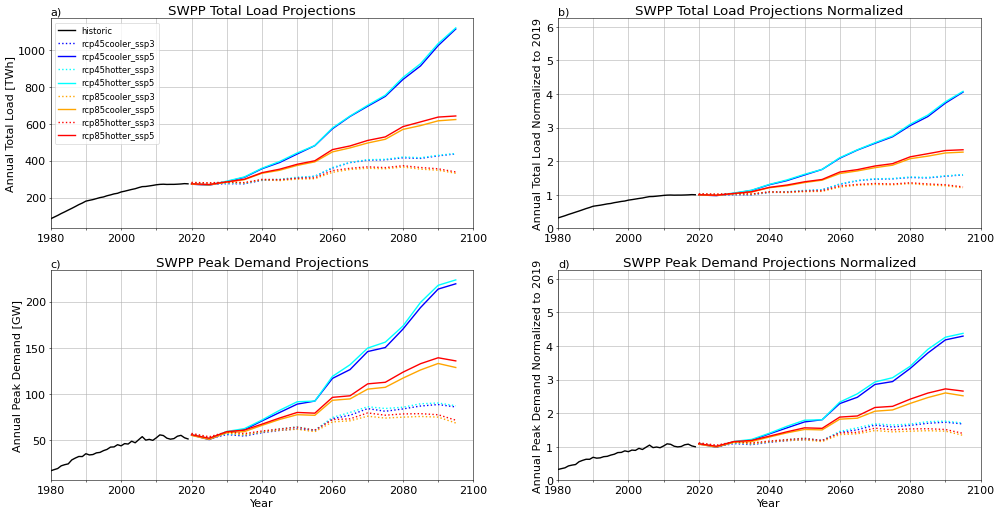 a)
SWPP Total Load Projections
Annual Total Load [TWh]
1000
800
600
400
200
historic
rcp45cooler_ssp3
rcp45cooler_ssp5
rcp45hotter_ssp3
rcp45hotter_ssp5
rcp85cooler_ssp3
rcp85cooler_ssp5
rcp85hotter_ssp3
rcp85hotter_ssp5
1980 2000 2020 2040 2060 2080 2100
b)
SWPP Total Load Projections Normalized
Annual Total Load Normalized to 2019
6
5
4
3
2
1
0
1980 2000 2020 2040 2060 2080 2100
c)
SWPP Peak Demand Projections
Annual Peak Demand [GW]
200
150
100
50
1980 2000 2020 2040 2060 2080 2100
Year
d)
SWPP Peak Demand Projections Normalized
Annual Peak Demand Normalized to 2019
6
5
4
3
2
1
0
1980 2000 2020 2040 2060 2080 2100
Year